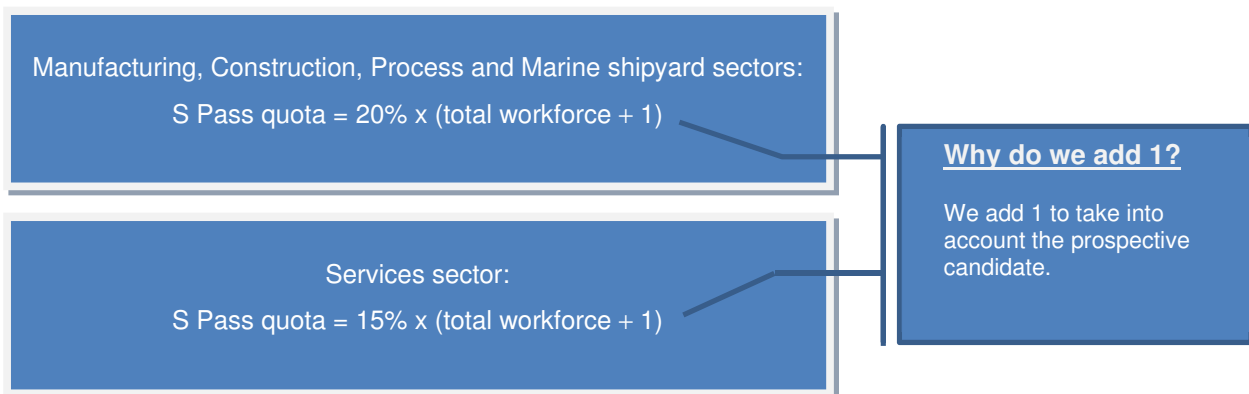 Manufacturing, Construction, Process and Marine shipyard sectors:
S Pass quota = 20% x (total workforce + 1)
Why do we add 1?
We add 1 to take into
account the prospective
candidate.
Services sector:
S Pass quota = 15% x (total workforce + 1)